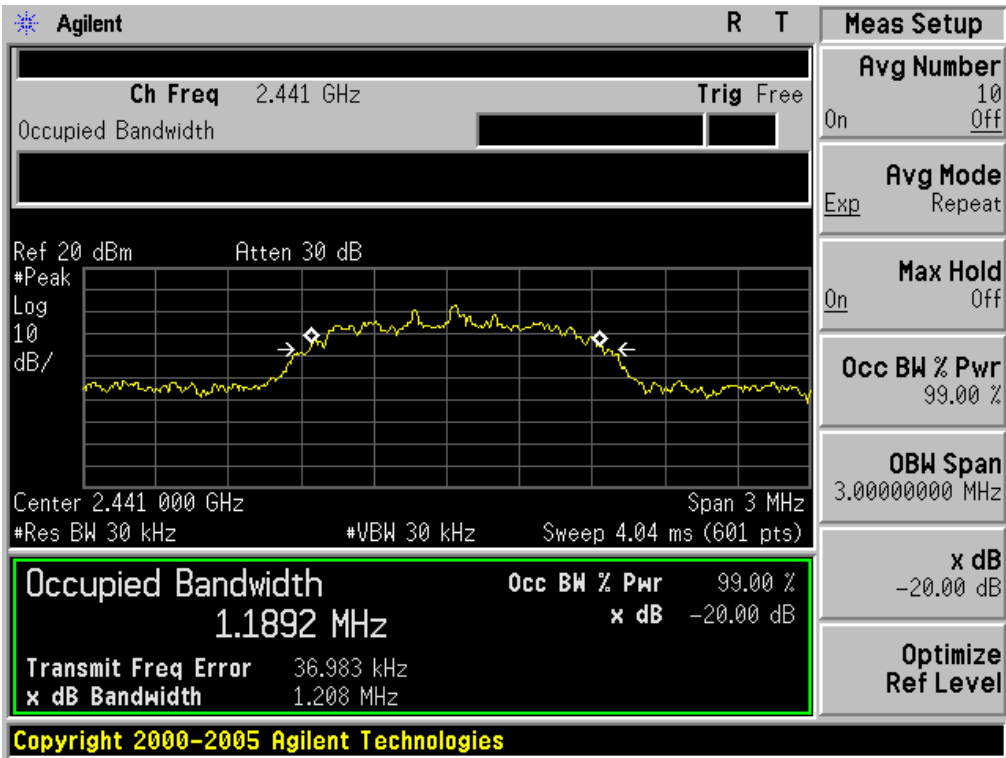 Agilent R T
Ch Freq 2.441 GHz Trig Free
Occupied Bandwidth
Ref 20 dBm Atten 30 dB
#Peak
Log
10
dB/
Center 2.441 000 GHz Span 3 MHz
#Res BW 30 kHz #VBW 30 kHz Sweep 4.04 ms (601 pts)
Occupied Bandwidth Occ BW % Pwr 99.00 %
1.1892 MHz x dB -20.00 dB
Transmit Freq Error 36.983 kHz
x dB Bandwidth 1.208 MHz
Copyright 2000-2005 Agilent Technologies
Meas Setup
Avg Number
10
On Off
Avg Mode
Exp Repeat
Max Hold
On Off
Occ BW % Pwr
99.00 %
OBW Span
3.00000000 MHz
x dB
-20.00 dB
Optimize
Ref Level